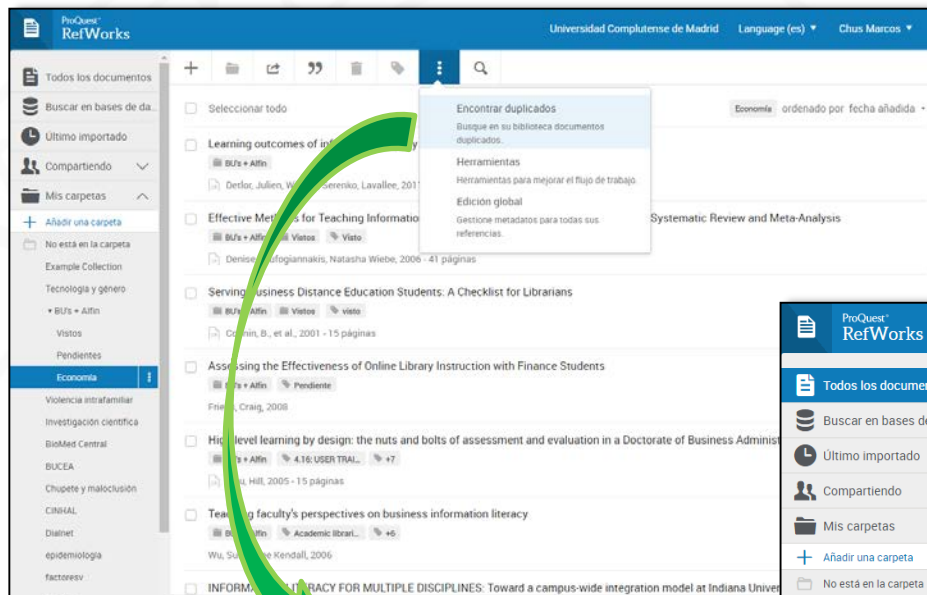 ProQuest
RefWorks
Universidad Complutense de Madrid Language (es) Chus Marcos
Todos los documentos
Buscar en bases de da...
Último importado
Compartiendo
Mis carpetas
Añadir una carpeta
No está en la carpeta
Example Collection
Tecnología y género
BU's + Alfin
Vistos
Pendientes
Economía
Violencia intrafamiliar
Investigación científica
BioMed Central
BUCEA
Chupete y maloclusión
CINHAL
Dialnet
epidemiología
factoresv
Seleccionar todo
Economía ordenado por fecha añadida
Encontrar duplicados
Busque en su biblioteca documentos
duplicados.
Herramientas
Herramientas para mejorar el flujo de trabajo.
Edición global
Gestione metadatos para todas sus
referencias.
Learning outcomes of
BU's + Alfin
Detlor, Julien, Serenko, Lavallee, 201
Effective for Teaching Informatio Systematic Review and Meta-Analysis
BU's + Alfin Vistos Visto
Denise Natasha Wiebe, 2006 - 41 páginas
Serving Business Distance Education Students: A Checklist for Librarians
BU's + Alfin Vistos visto
B., et al., 2001 - 15 páginas
Assessing the Effectiveness of Online Library Instruction with Finance Students
+ Alfin Pendiente
Craig, 2008
level learning by design: the nuts and bolts of assessment and evaluation in a Doctorate of Business Administ
+ Alfin 4.16: USER TRAI... +7
Hill, 2005 - 15 páginas
faculty's perspectives on business information literacy
Academic librari... +6
Wu, Kendall, 2006
MULTIPLE DISCIPLINES: Toward a campus-wide integration model at Indiana Univer
ProQuest
RefWorks
Todos los documen
Buscar en bases de
Último importado
Compartiendo
Mis carpetas
Añadir una carpeta
No está en la carpeta